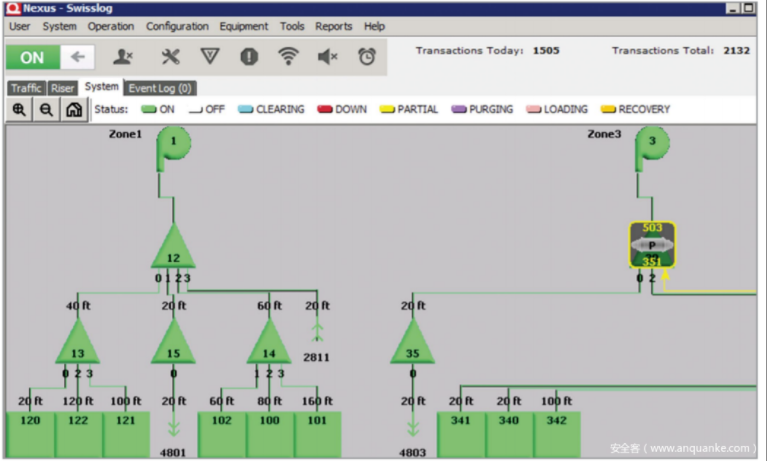 Nexus - Swisslog
User System Operation Configuration Equipment Tools Reports Help
ON Transactions Today: 1505 Transactions Total: 2132
Traffic Riser System Event Log (0)
Status: ON OFF CLEARING DOWN PARTIAL PURGING LOADING RECOVERY
Zone1 1 Zone3 3
503
P
12 351
0 1 2 3 0 2
40 ft 20 ft 60 ft 20 ft 20 ft
13 15 14 2811 35
0 2 3 0 1 2 3 0
20 ft 120 ft 100 ft 20 ft 60 ft 80 ft 160 ft 20 ft 20 ft 20 ft 100 ft
120 122 121 102 100 101 341 340 342
4801 4803
安全客（www.anquanke.com）